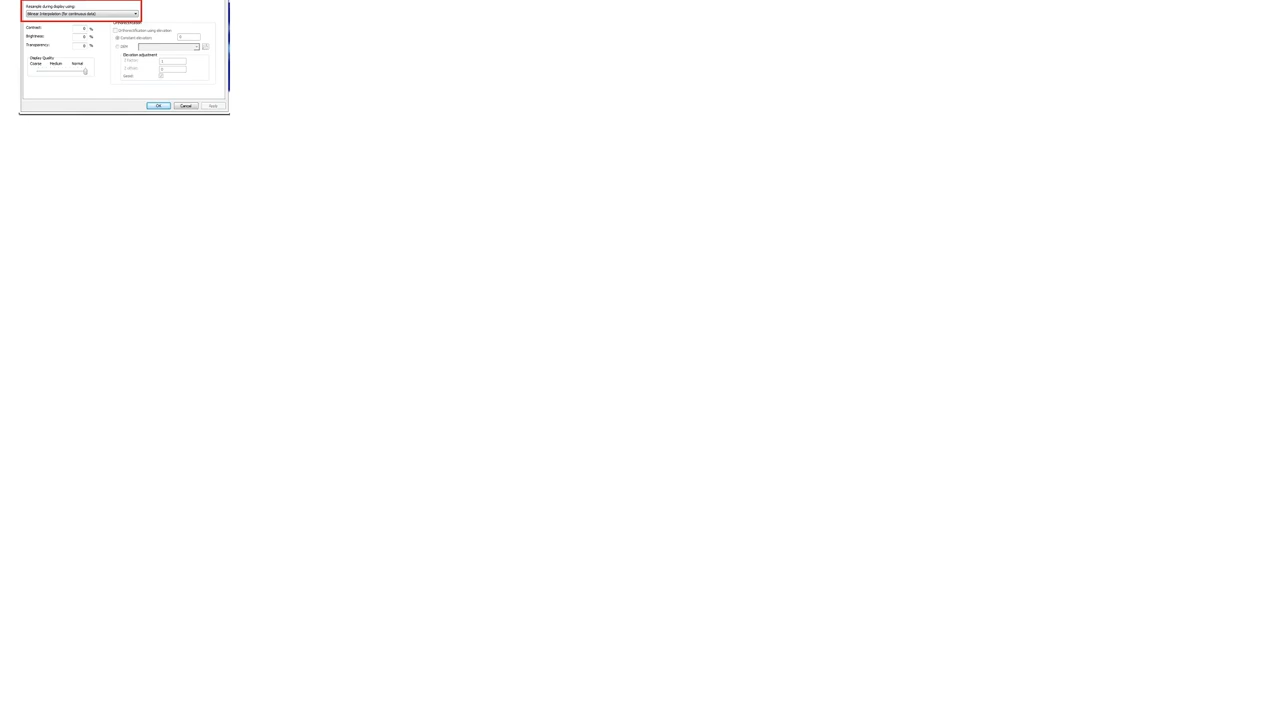 Resample during display using:
Bilinear Interpolation (for continuous data)
Contrast: 0 %
Brightness: 0 %
Transparency: 0 %
Display Quality
Coarse Medium Normal
Orthorectification
Orthorectification using elevation
Constant elevation: 0
DEM
Elevation adjustment
Z factor: 1
Z offset: 0
Geoid
OK Cancel Apply